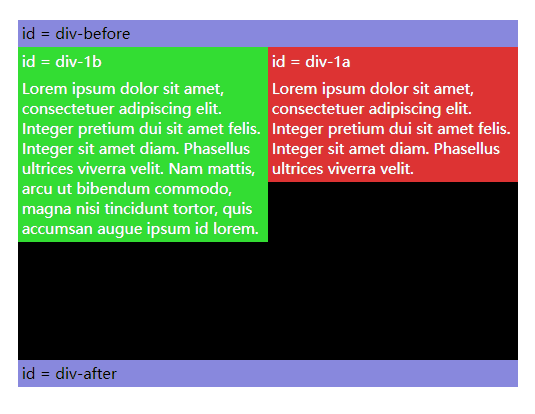 id = div-before
id = div-1b
Lorem ipsum dolor sit amet,
consectetuer adipiscing elit.
Integer pretium dui sit amet felis.
Integer sit amet diam. Phasellus
ultrices viverra velit. Nam mattis,
arcu ut bibendum commodo,
magna nisi tincidunt tortor, quis
accumsan augue ipsum id lorem.
id = div-1a
Lorem ipsum dolor sit amet,
consectetuer adipiscing elit.
Integer pretium dui sit amet felis.
Integer sit amet diam. Phasellus
ultrices viverra velit.
id = div-after